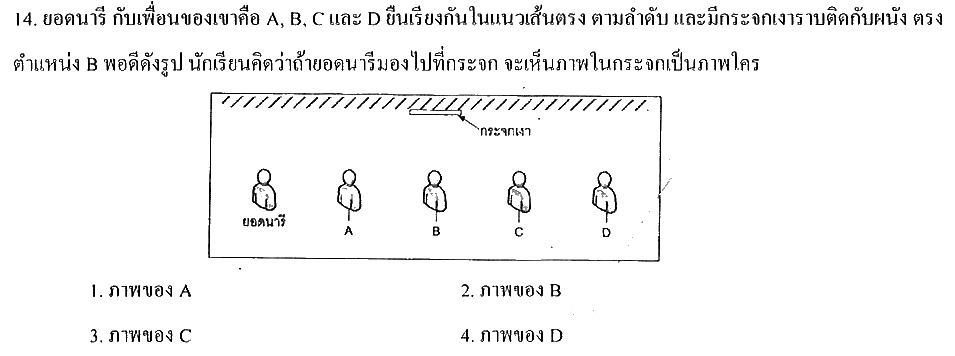 14. ยอดนารี กับเพื่อนของเขาคือ A, B, C และ D ยืนเรียงกันในแนวเส้นตรง ตามลำดับ และมีกระจกเงาราบติดกับผนัง ตรง
ตำแหน่ง B พอดีดังรูป นักเรียนคิดว่าถ้ายอดนารีมองไปที่กระจก จะเห็นภาพในกระจกเป็นภาพใคร
กระจกเงา
ยอดนารี A B C D
1. ภาพของ A 2. ภาพของ B
3. ภาพของ C 4. ภาพของ D